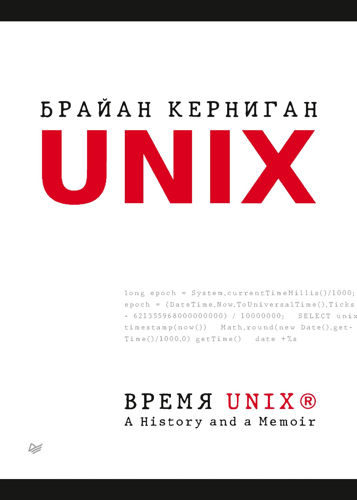 БРАЙАН КЕРНИГАН
UNIX
long epoch = System.currentTimeMillis()/1000;
epoch = (DateTime.Now.ToUniversalTime().Ticks
- 621355968000000000) / 10000000; SELECT unix
timestamp(now()) Math.round(new Date().get-
Time()/1000.0) getTime() date +%s
ВРЕМЯ UNIX®
A History and a Memoir